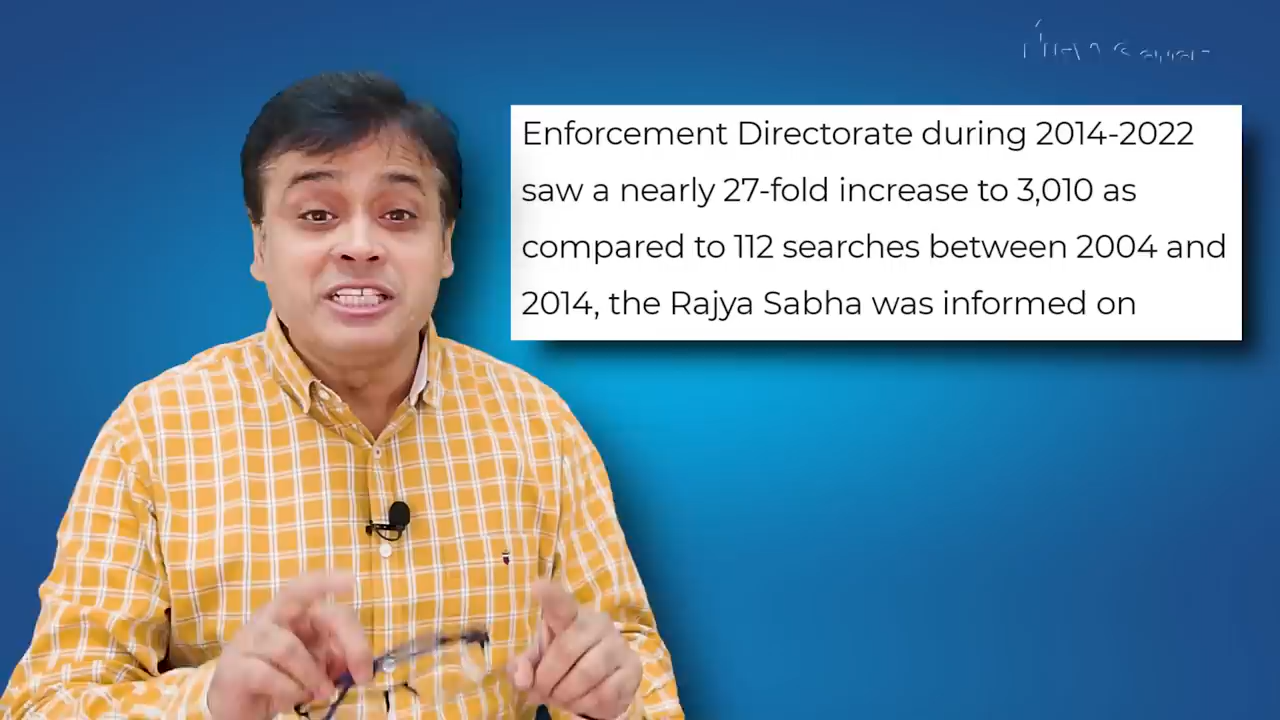 Enforcement Directorate during 2014-2022
saw a nearly 27-fold increase to 3,010 as
compared to 112 searches between 2004 and
2014, the Rajya Sabha was informed on